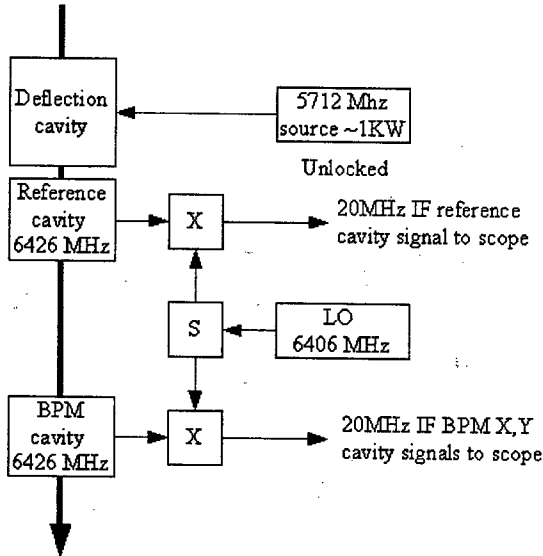 Deflection
cavity
5712 Mhz
source ~1KW
Unlocked
Reference
cavity
6426 MHz
X
20MHz IF reference
cavity signal to scope
S
LO
6406 MHz
BPM
cavity
6426 MHz
X
20MHz IF BPM X,Y
cavity signals to scope